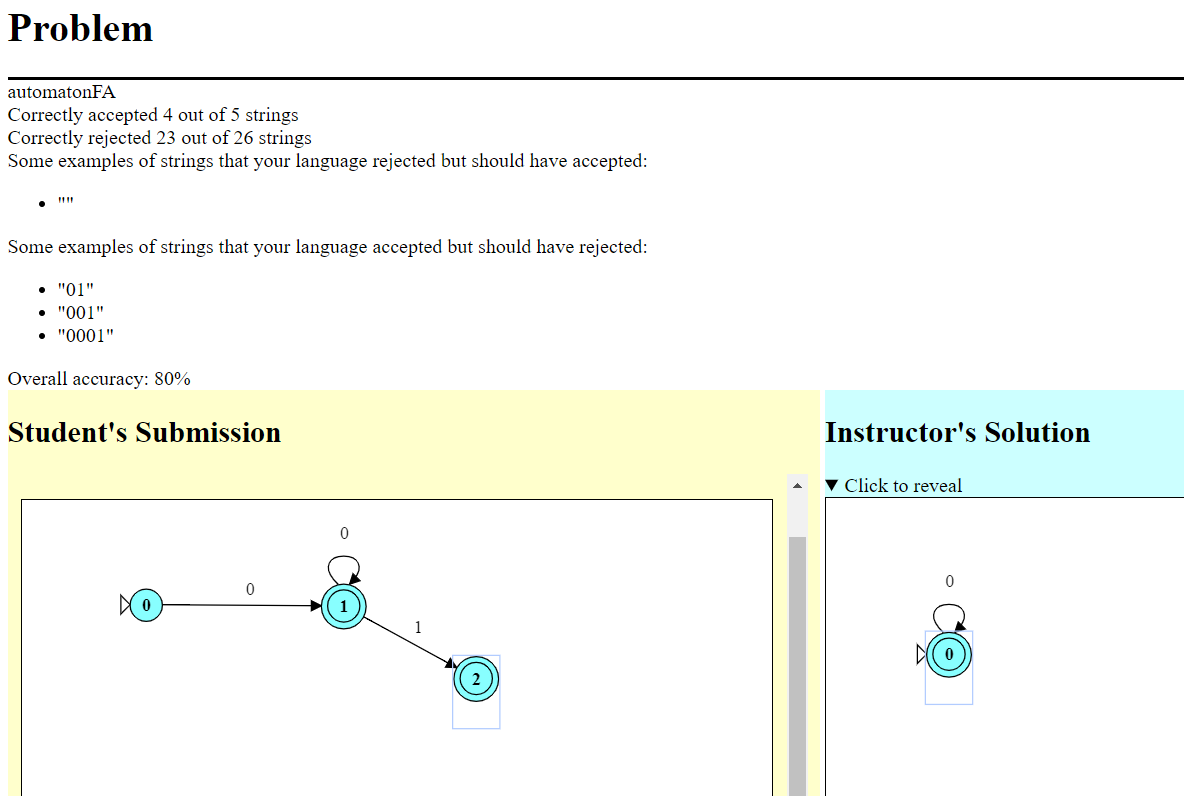 Problem
automatonFA
Correctly accepted 4 out of 5 strings
Correctly rejected 23 out of 26 strings
Some examples of strings that your language rejected but should have accepted:
• ""
Some examples of strings that your language accepted but should have rejected:
• "01"
• "001"
• "0001"
Overall accuracy: 80%
Student's Submission
0
0
0
1
1
2
Instructor's Solution
▼ Click to reveal
0
0